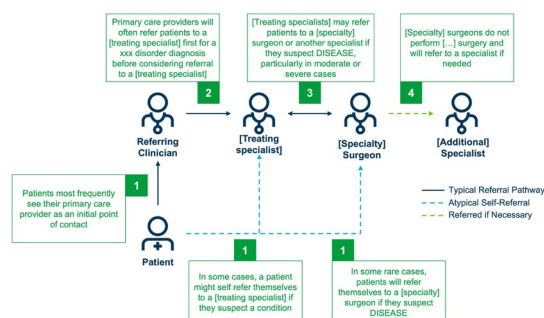 Primary care providers will
often refer patients to a
[treating specialist] first for a
xxx disorder diagnosis
before considering referral
to a [treating specialist]
2
[Treating specialists] may refer
patients to a [specialty]
surgeon or another specialist if
they suspect DISEASE,
particularly in moderate or
severe cases
3
[Specialty] surgeons do
not perform [...] surgery and
will refer to a specialist if
needed
4
Referring
Clinician
[Treating
specialist]
[Specialty]
Surgeon
[Additional]
Specialist
1
Patients most frequently
see their primary care
provider as an initial point
of contact
Typical Referral Pathway
Atypical Self-Referral
Referred if Necessary
Patient
1
In some cases, a patient
might self refer themselves
to a [treating specialist] if
they suspect a condition
1
In some rare cases,
patients will refer
themselves to a [specialty]
surgeon if they suspect
DISEASE